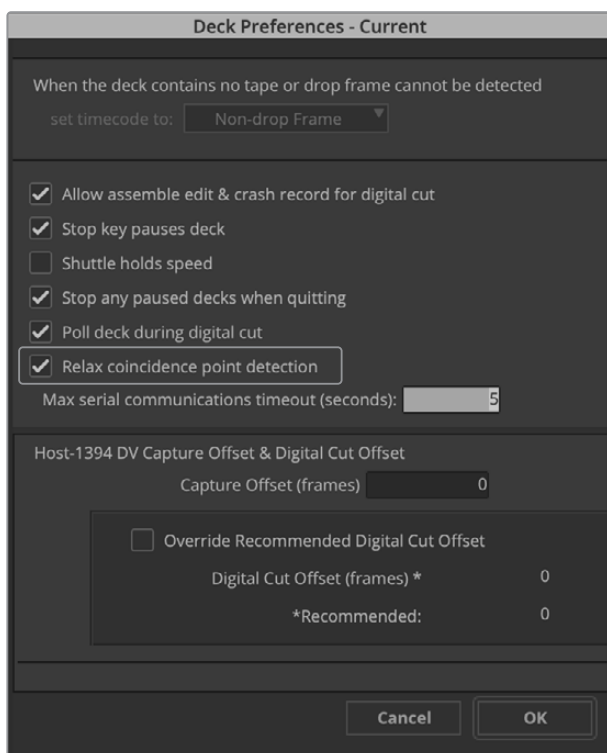 Deck Preferences - Current
When the deck contains no tape or drop frame cannot be detected
set timecode to: Non-drop Frame
Allow assemble edit & crash record for digital cut
Stop key pauses deck
Shuttle holds speed
Stop any paused decks when quitting
Poll deck during digital cut
Relax coincidence point detection
Max serial communications timeout (seconds): 5
Host-1394 DV Capture Offset & Digital Cut Offset
Capture Offset (frames) 0
Override Recommended Digital Cut Offset
Digital Cut Offset (frames) * 0
*Recommended: 0
Cancel OK